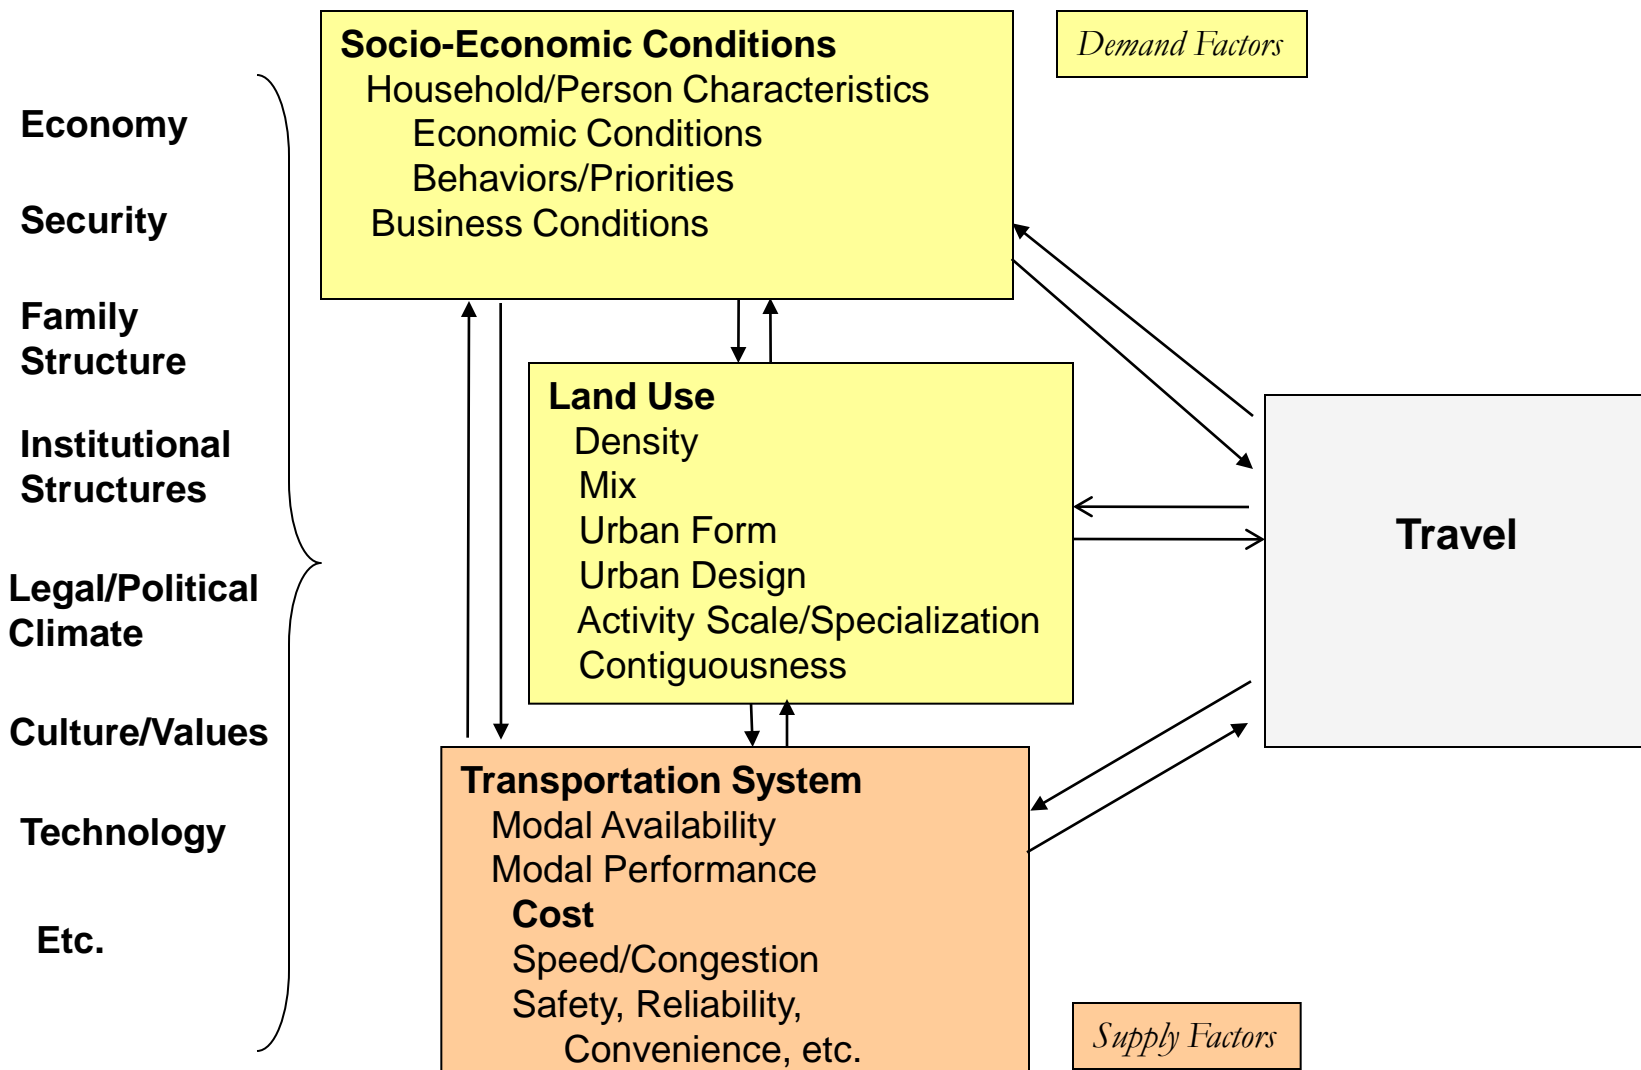 Economy
Security
Family
Structure
Institutional
Structures
Legal/Political
Climate
Culture/Values
Technology
Etc.
Socio-Economic Conditions
Household/Person Characteristics
Economic Conditions
Behaviors/Priorities
Business Conditions
Demand Factors
Land Use
Density
Mix
Urban Form
Urban Design
Activity Scale/Specialization
Contiguousness
Travel
Transportation System
Modal Availability
Modal Performance
Cost
Speed/Congestion
Safety, Reliability,
Convenience, etc.
Supply Factors